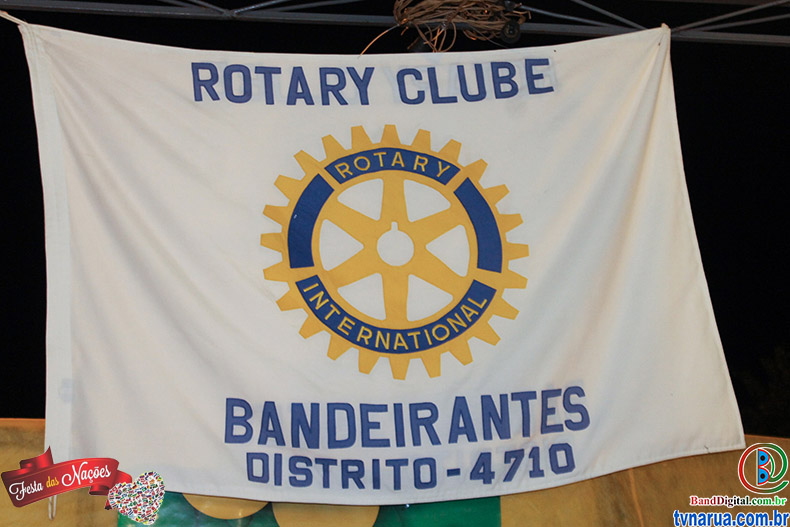 ROTARY CLUBE
ROTARY
INTERNATIONAL
BANDEIRANTES
DISTRITO - 4710
Festa das Nações
BandDigital.com.br
tvnarua.com.br